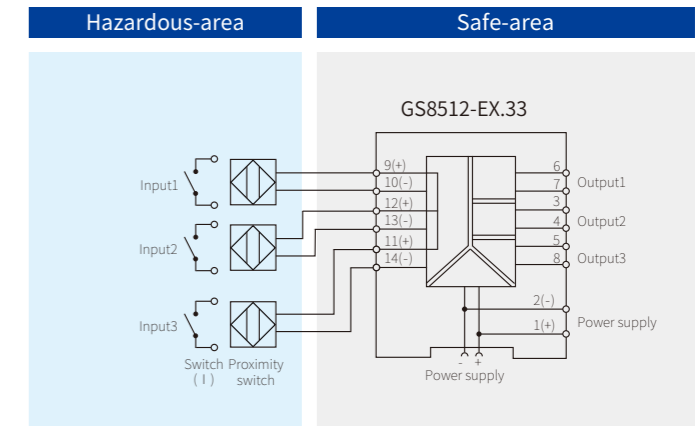 Hazardous-area
Safe-area
GS8512-EX.33
9(+)
10(-)
12(+)
13(-)
11(+)
14(-)
6
7
3
4
5
8
Output1
Output2
Output3
2(-)
1(+)
Power supply
- +
Power supply
Input1
Input2
Input3
Switch Proximity
( I ) switch